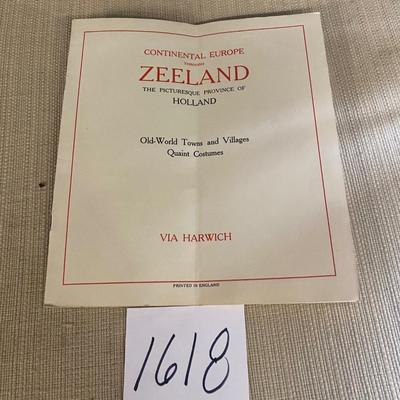 CONTINENTAL EUROPE
THROUGH
ZEELAND
THE PICTURESQUE PROVINCE OF
HOLLAND
Old-World Towns and Villages
Quaint Costumes
VIA HARWICH
PRINTED IN ENGLAND
1618